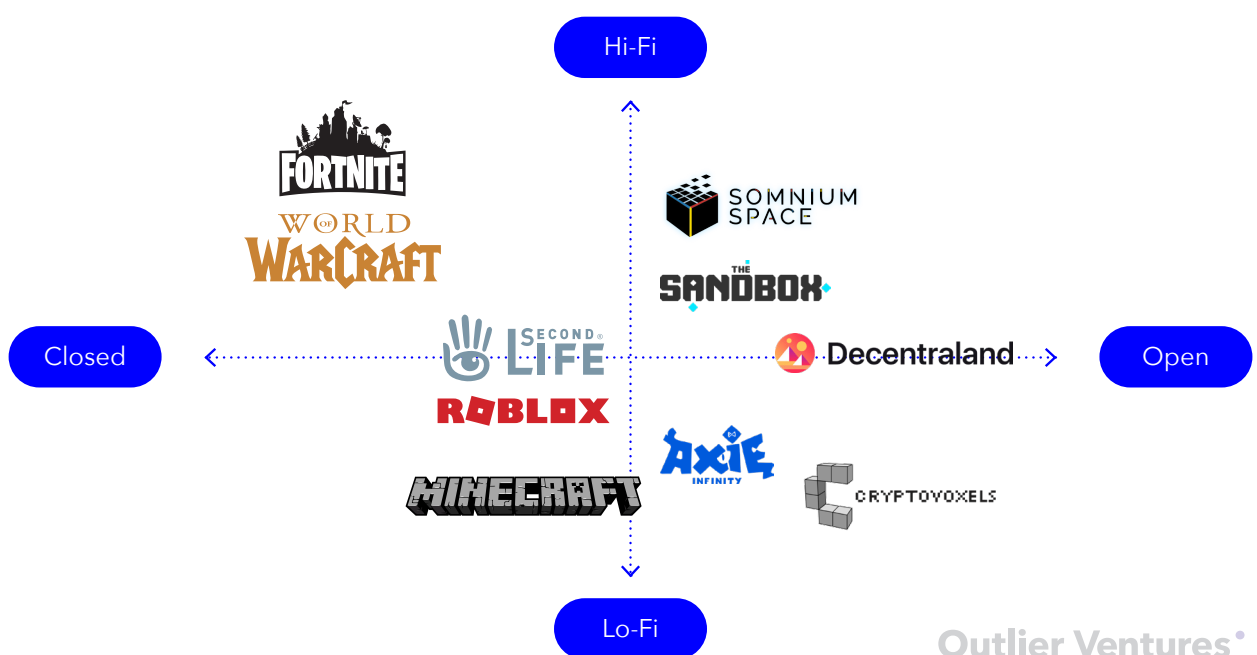 Hi-Fi
FORTNITE
WORLD OF
WARCRAFT
SOMNIUM
SPACE
THE
SANDBOX
SECOND®
LIFE
Closed
Decentraland
Open
ROBLOX
AXIE
INFINITY
MINECRAFT
CRYPTOVOXELS
Lo-Fi
Outlier Ventures